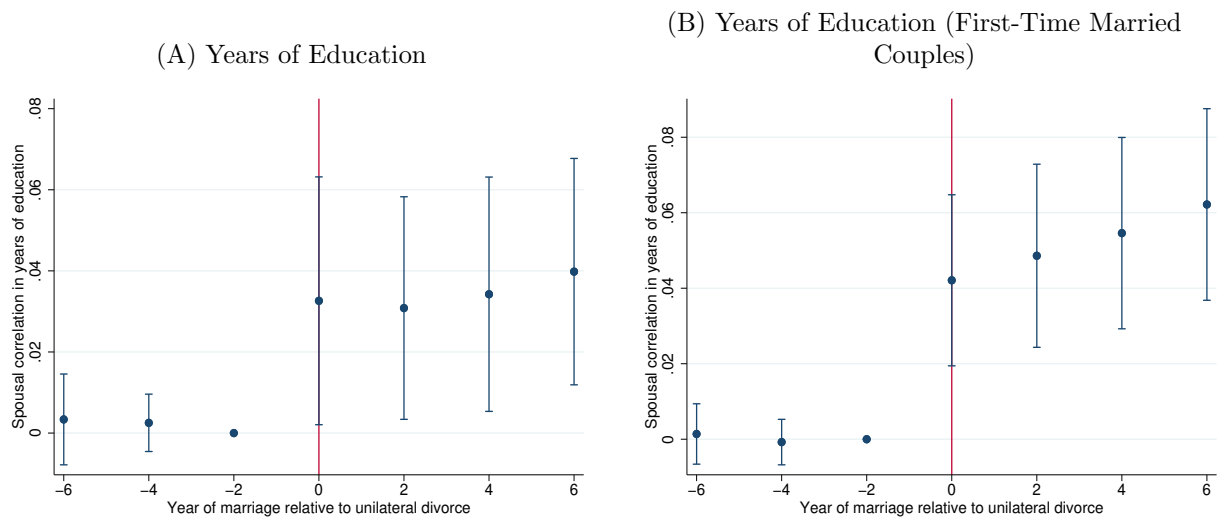 (A) Years of Education
Spousal correlation in years of education
.08
.06
.04
.02
0
−6 −4 −2 0 2 4 6
Year of marriage relative to unilateral divorce
(B) Years of Education (First-Time Married
Couples)
Spousal correlation in years of education
.08
.06
.04
.02
0
−6 −4 −2 0 2 4 6
Year of marriage relative to unilateral divorce